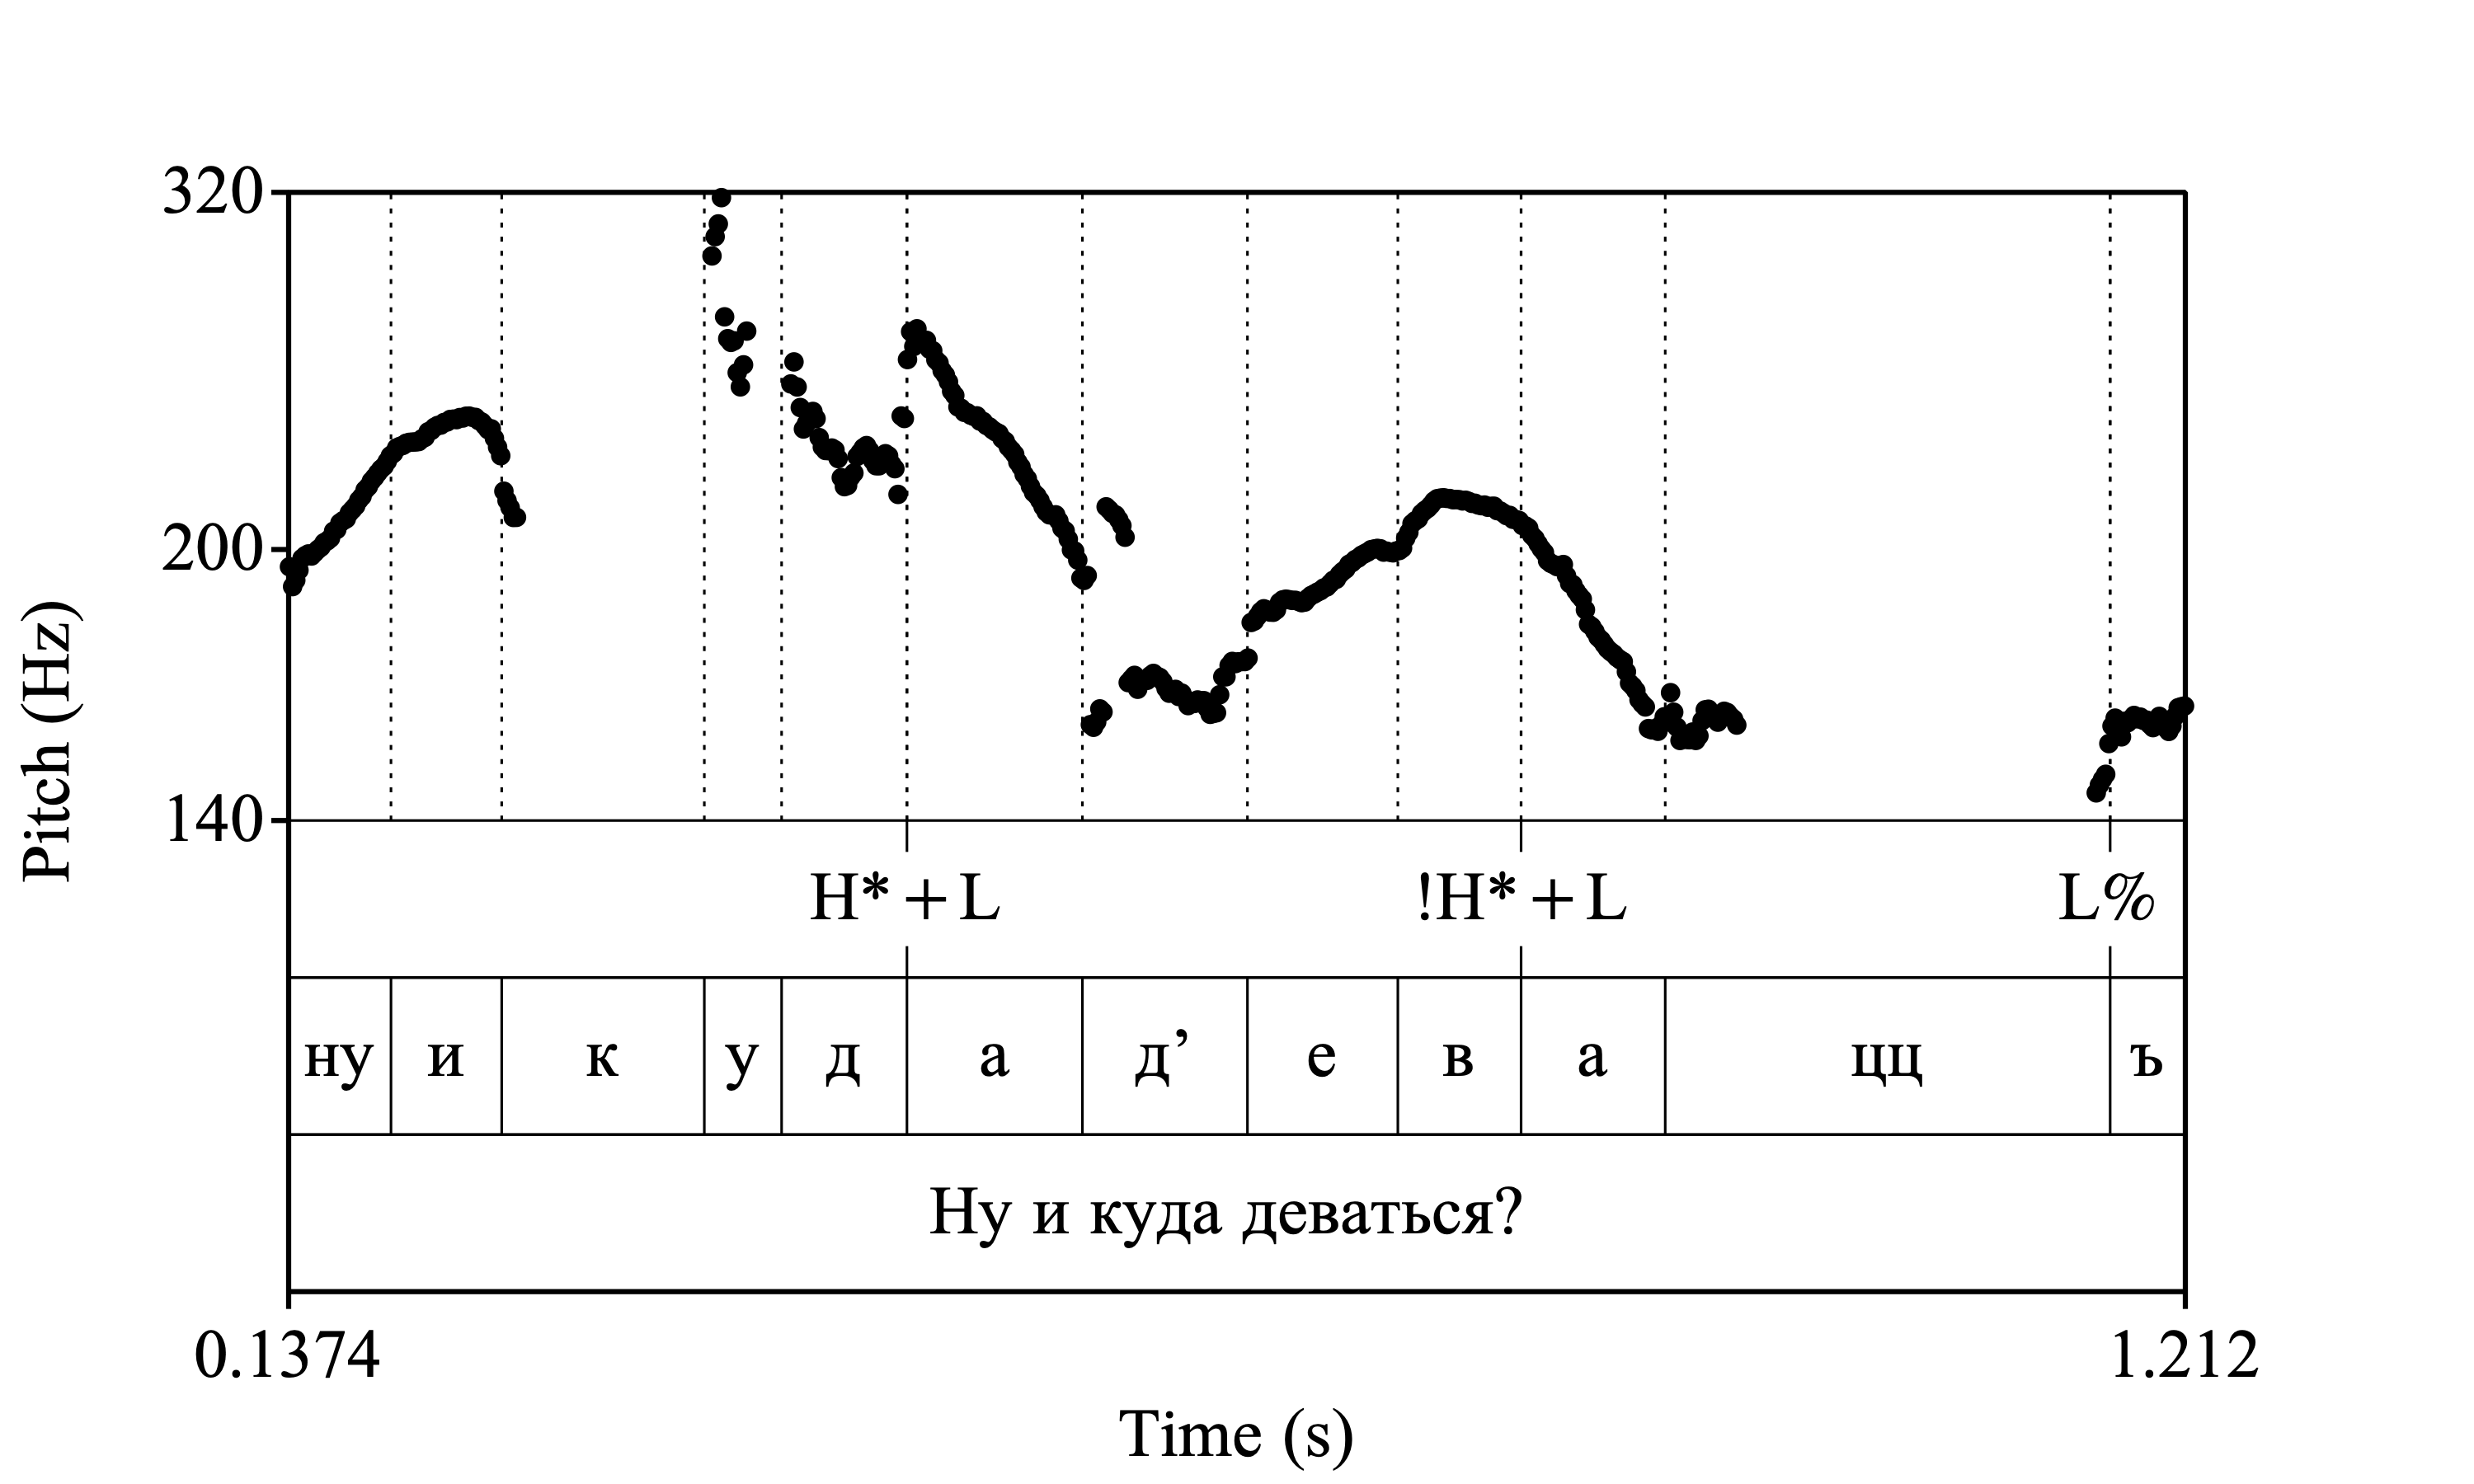 320
200
140
Pitch (Hz)
H* + L !H* + L L%
ну и к у д а д’ е в а цц ъ
Ну и куда деваться?
0.1374 1.212
Time (s)